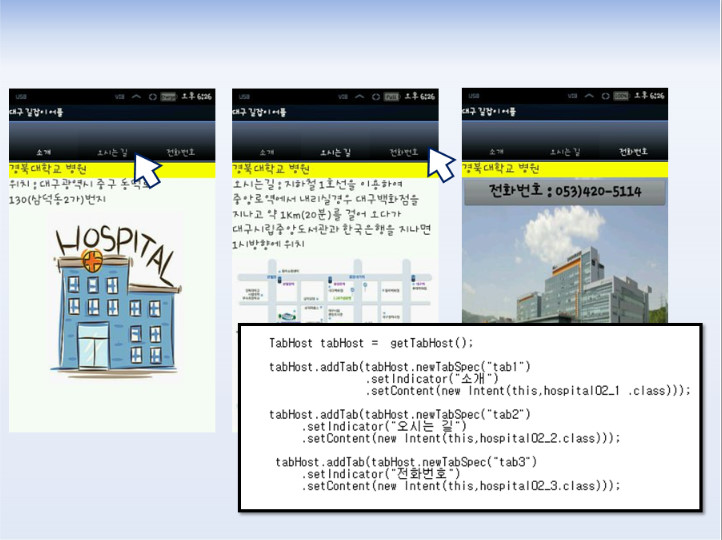 오후 6:26
대구 길잡이 어플
소개 오시는 길 전화번호
경북대학교 병원
위치 : 대구광역시 중구
130(삼덕동2가)번지
HOSPITAL
오후 6:26
대구 길잡이 어플
소개 오시는 길 전화번호
경북대학교 병원
오시는길 : 지하철 1호선을 이용하여
중앙로역에서 내리실경우 대구백화점을
지나고 약 1Km(20분)를 걸어 오다가
대구시립중앙도서관과 한국은행을 지나면
1시방향에 위치
오후 6:26
대구 길잡이 어플
소개 오시는 길 전화번호
경북대학교 병원
전화번호 : 053)420-5114
TabHost tabHost = getTabHost();
tabHost.addTab(tabHost.newTabSpec("tab1")
.setIndicator("소개")
.setContent(new Intent(this,hospital02_1 .class)));
tabHost.addTab(tabHost.newTabSpec("tab2")
.setIndicator("오시는 길")
.setContent(new Intent(this,hospital02_2.class)));
tabHost.addTab(tabHost.newTabSpec("tab3")
.setIndicator("전화번호")
.setContent(new Intent(this,hospital02_3.class)));